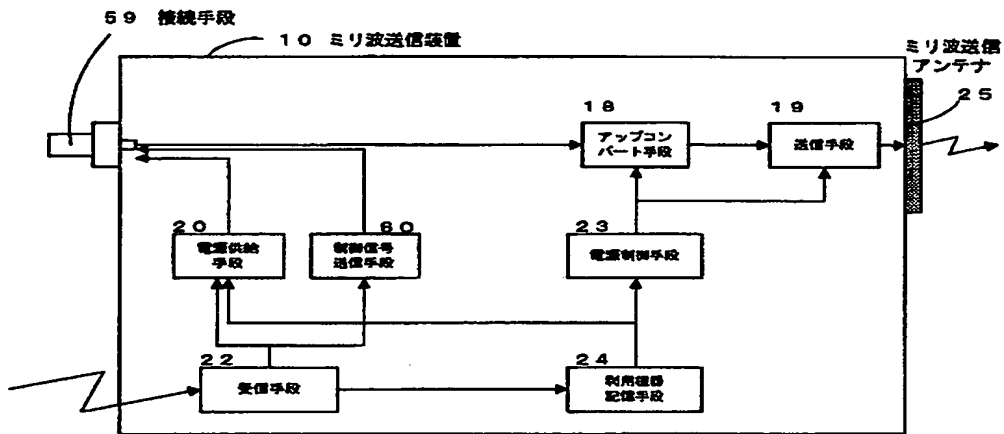 59 接続手段
10 ミリ波送信装置
ミリ波送信
アンテナ
25
18
アップコン
バート手段
19
送信手段
20
電源供給
手段
60
制御信号
送信手段
23
電源制御手段
22
受信手段
24
利用機器
記信手段